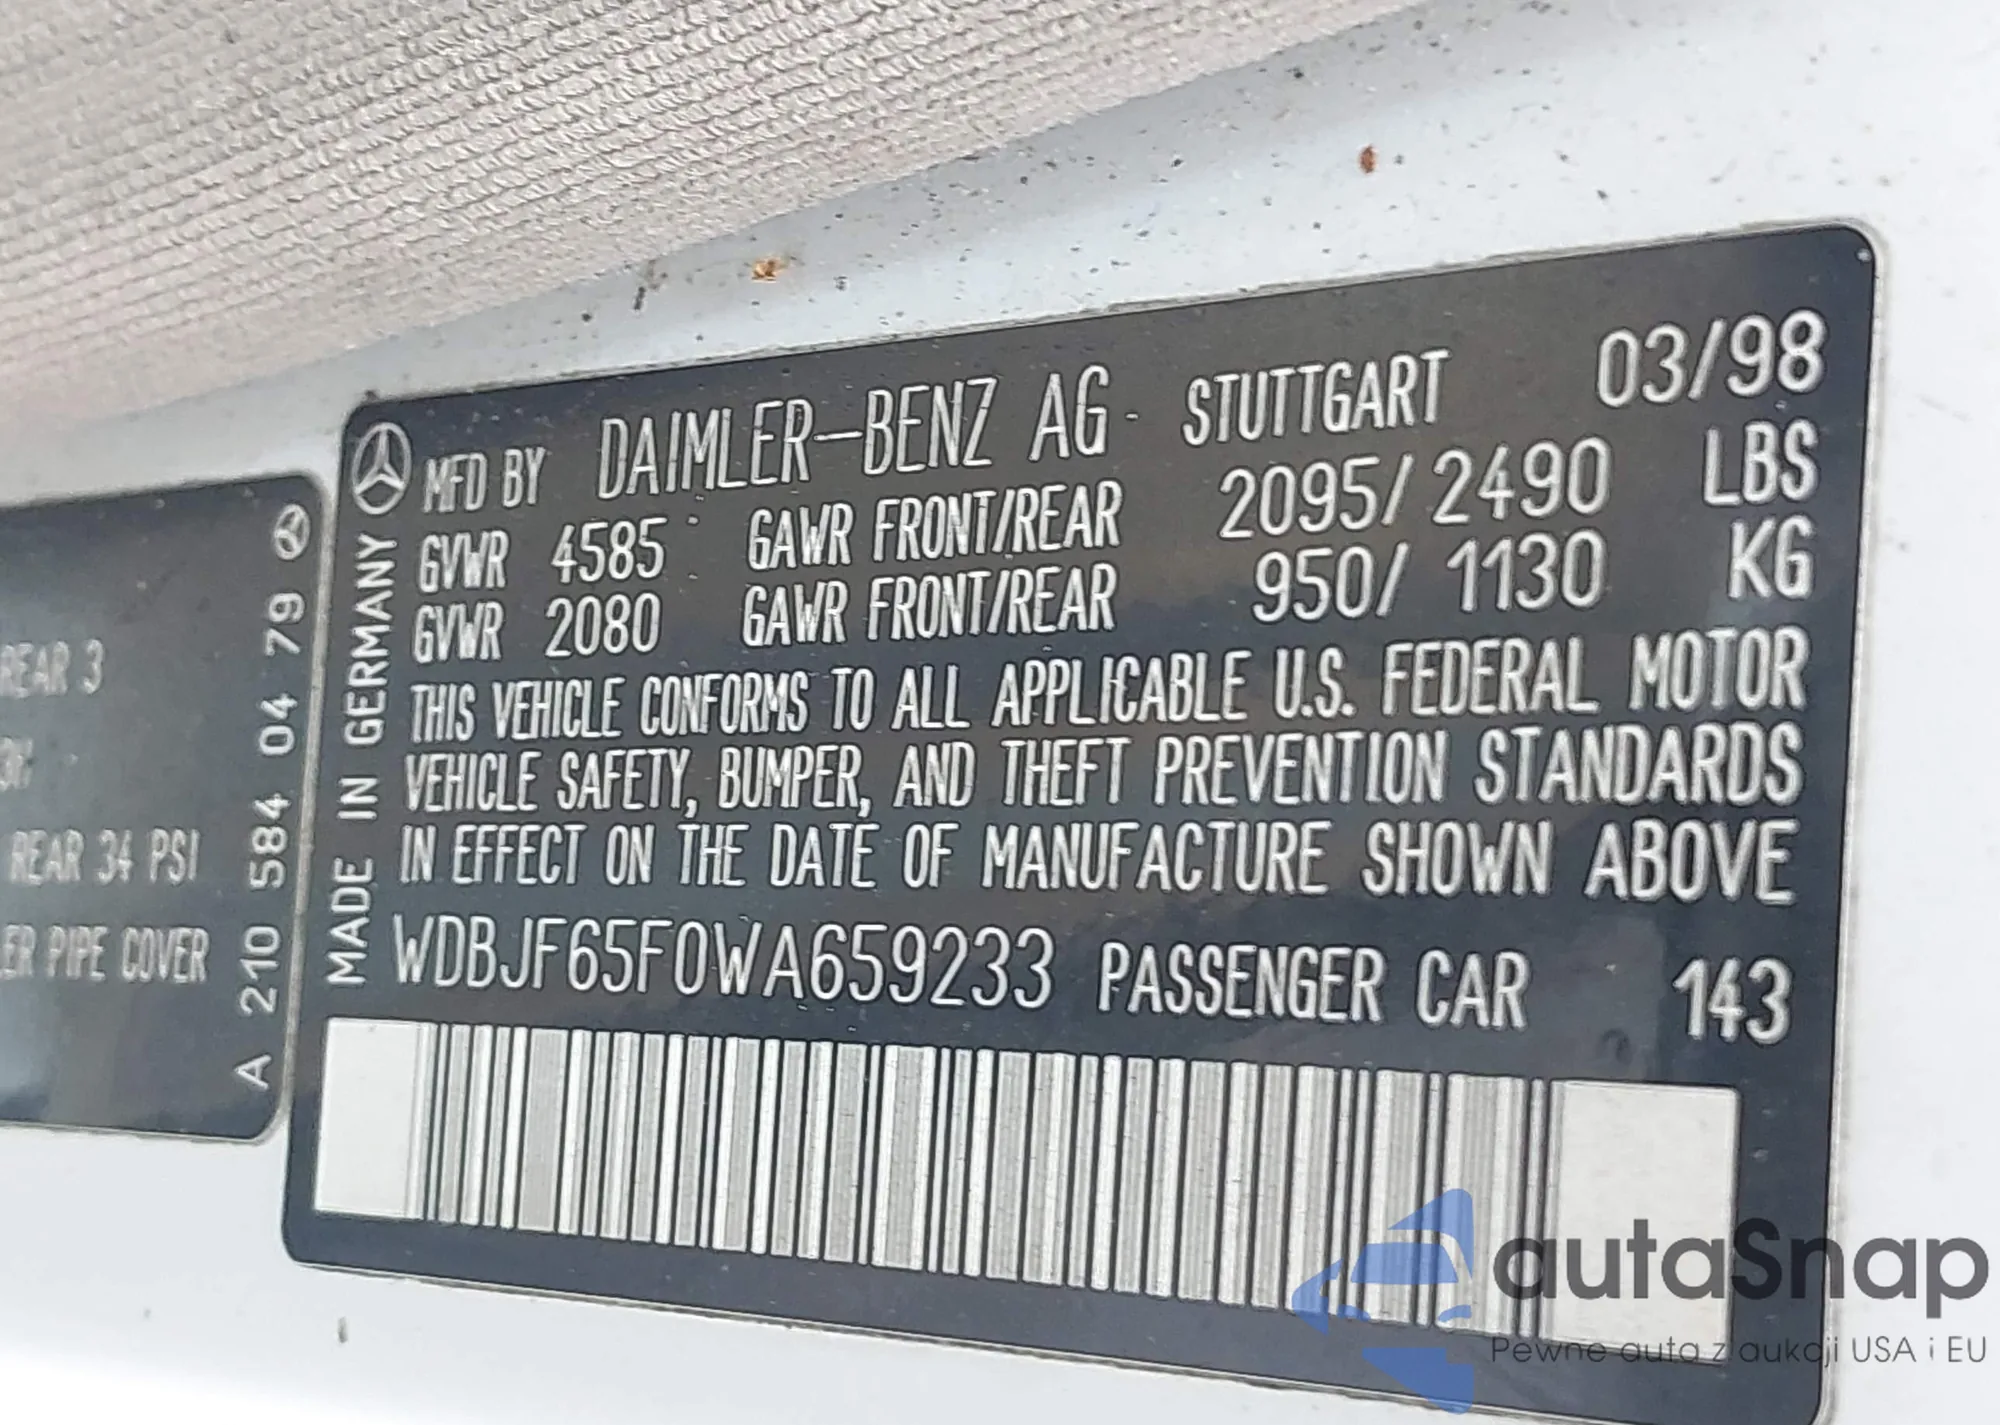 REAR 3
REAR 34 PSI
PIPE COVER
A 210 584 04 79
MADE IN GERMANY
MFD BY DAIMLER-BENZ AG - STUTTGART 03/98
GVWR 4585 GAWR FRONT/REAR 2095/2490 LBS
GVWR 2080 GAWR FRONT/REAR 950/ 1130 KG
THIS VEHICLE CONFORMS TO ALL APPLICABLE U.S. FEDERAL MOTOR
VEHICLE SAFETY, BUMPER, AND THEFT PREVENTION STANDARDS
IN EFFECT ON THE DATE OF MANUFACTURE SHOWN ABOVE
WDBJF65F0WA659233 PASSENGER CAR 143
autaSnap
Pewne auta z aukcji USA i EU